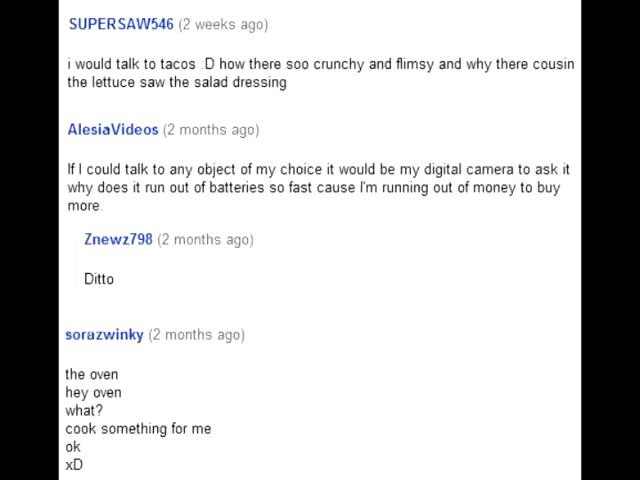 SUPERSAW546 (2 weeks ago)
i would talk to tacos :D how there soo crunchy and flimsy and why there cousin
the lettuce saw the salad dressing
AlesiaVideos (2 months ago)
If I could talk to any object of my choice it would be my digital camera to ask it
why does it run out of batteries so fast cause I'm running out of money to buy
more.
Znewz798 (2 months ago)
Ditto
sorazwinky (2 months ago)
the oven
hey oven
what?
cook something for me
ok
xD